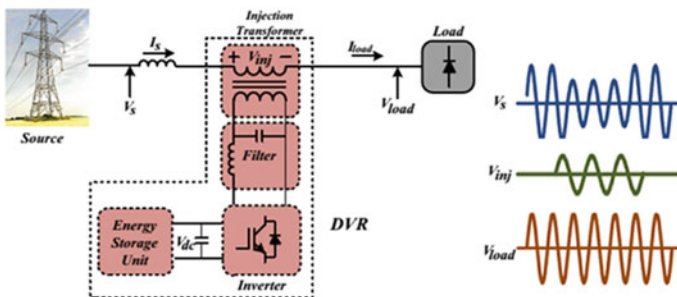 Injection
Transformer
Is
+ Vinj −
Iload
Load
Vs
Vload
Source
Filter
Energy
Storage
Unit
Vdc
Inverter
DVR
Vs
Vinj
Vload